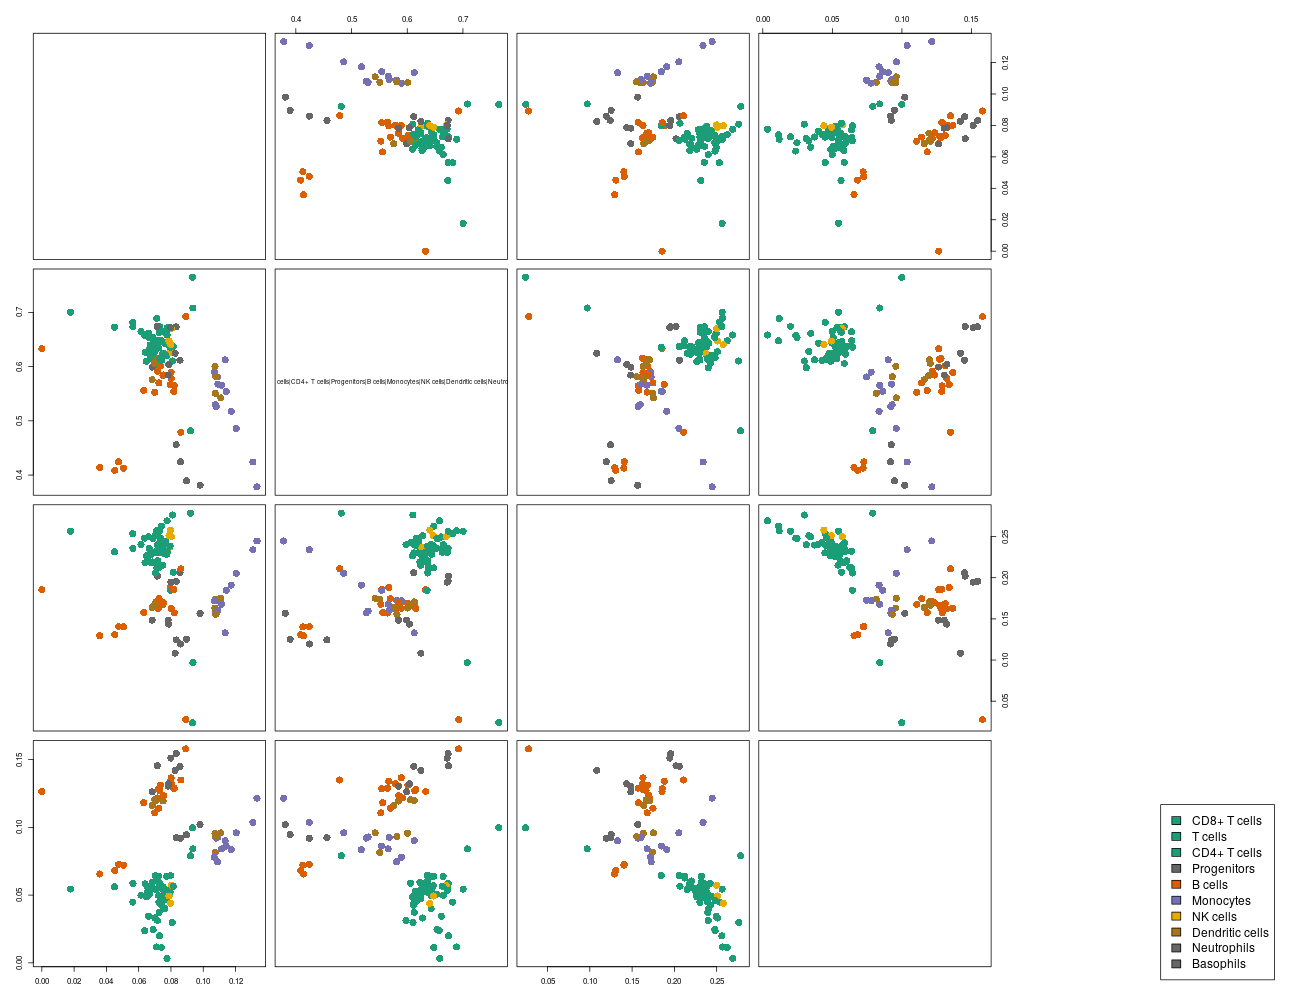 0.4 0.5 0.6 0.7
0.00 0.05 0.10 0.15
0.00 0.02 0.04 0.06 0.08 0.10 0.12
0.4 0.5 0.6 0.7
cells|CD4+ T cells|Progenitors|B cells|Monocytes|NK cells|Dendritic cells|Neutro
0.05 0.10 0.15 0.20 0.25
0.00 0.05 0.10 0.15
0.00 0.02 0.04 0.06 0.08 0.10 0.12
0.05 0.10 0.15 0.20 0.25
CD8+ T cells
T cells
CD4+ T cells
Progenitors
B cells
Monocytes
NK cells
Dendritic cells
Neutrophils
Basophils